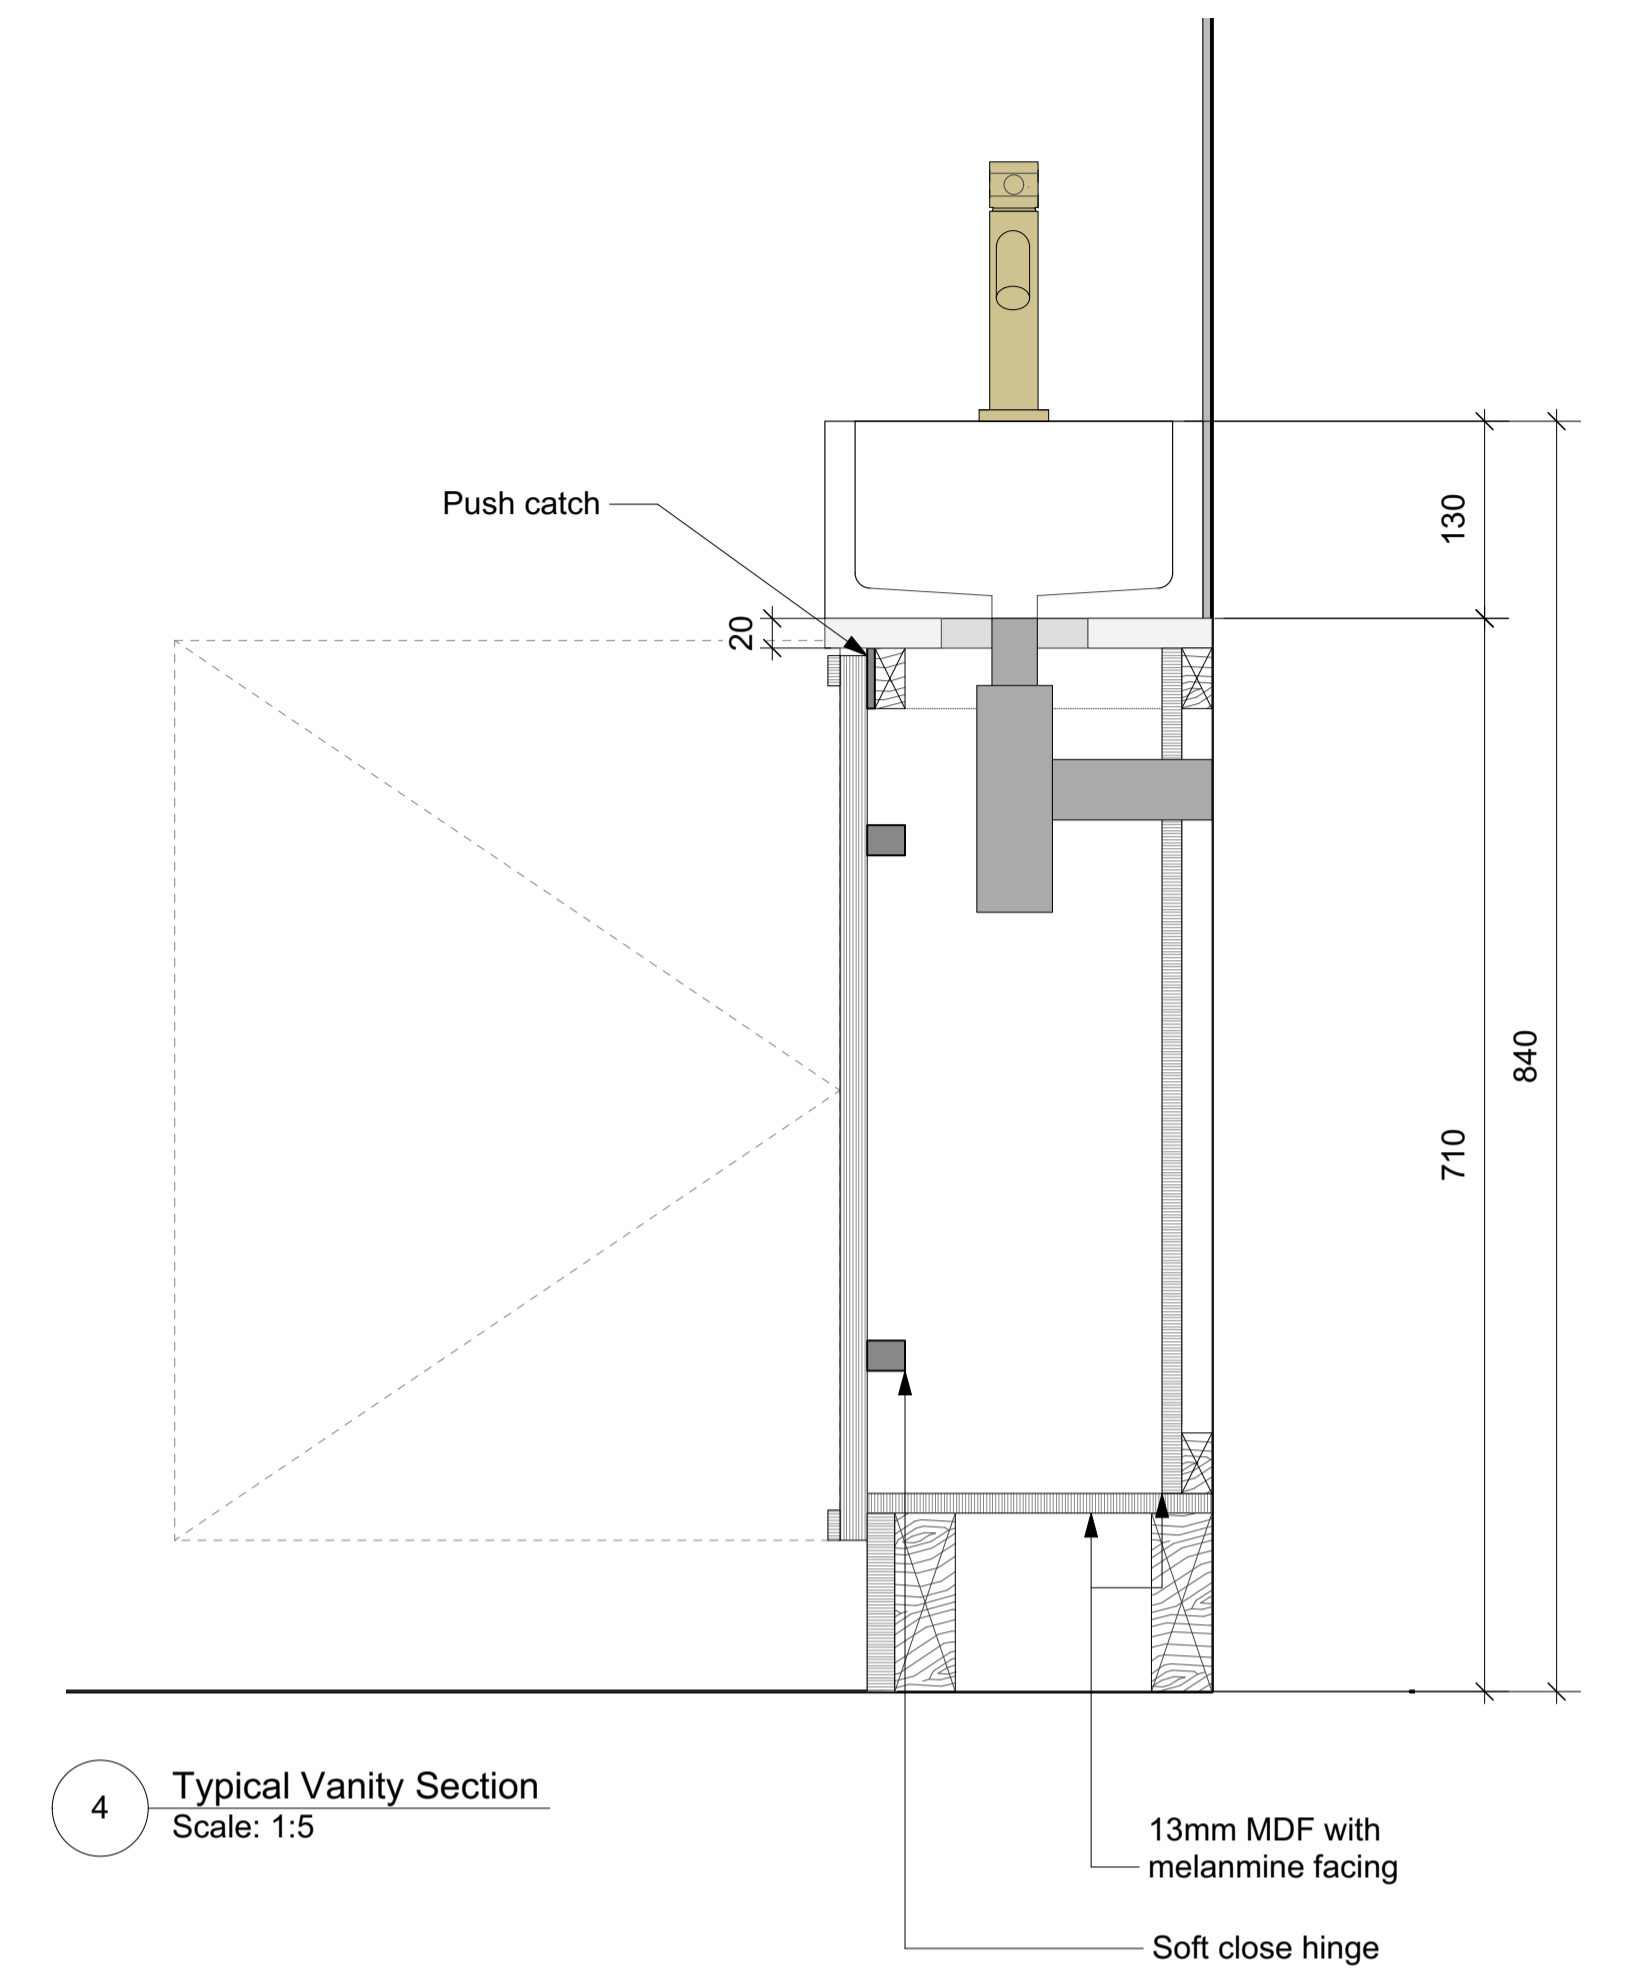 Push catch
130
20
840
710
4
Typical Vanity Section
Scale: 1:5
13mm MDF with
melanmine facing
Soft close hinge